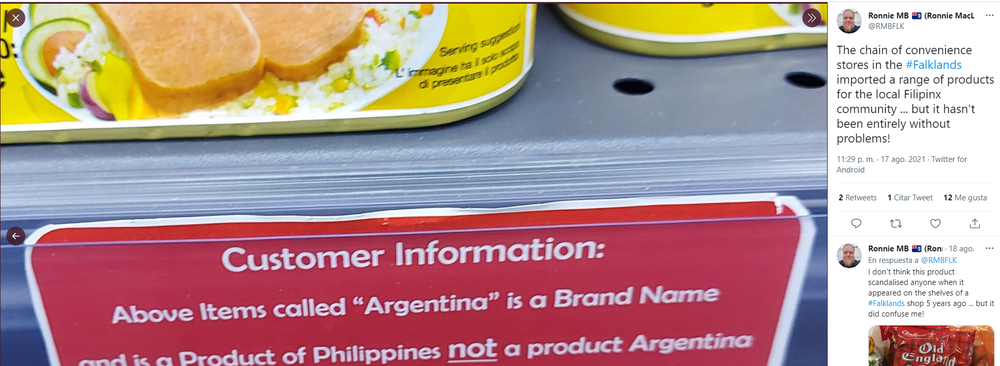 Serving suggestion
L'immagine ha il solo scopo
di presentare il prodotto
Customer Information:
Above Items called “Argentina” is a Brand Name
and is a Product of Philippines not a product Argentina
Ronnie MB (Ronnie MacL
@RMBFLK
The chain of convenience
stores in the #Falklands
imported a range of products
for the local Filipinx
community ... but it hasn't
been entirely without
problems!
11:29 p. m. · 17 ago. 2021 · Twitter for
Android
2 Retweets 1 Citar Tweet 12 Me gusta
Ronnie MB (Ron · 18 ago.
En respuesta a @RMBFLK
I don't think this product
scandalised anyone when it
appeared on the shelves of a
#Falklands shop 5 years ago ... but it
did confuse me!
Old
England